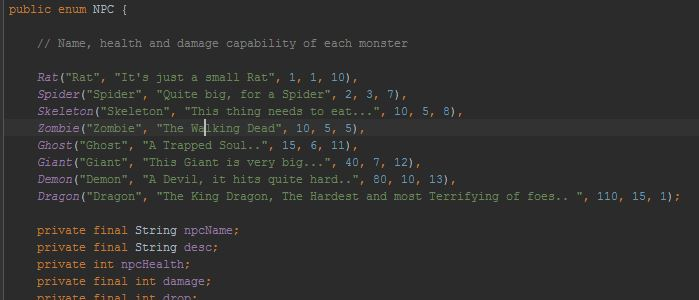 public enum NPC {
// Name, health and damage capability of each monster
Rat("Rat", "It's just a small Rat", 1, 1, 10),
Spider("Spider", "Quite big, for a Spider", 2, 3, 7),
Skeleton("Skeleton", "This thing needs to eat...", 10, 5, 8),
Zombie("Zombie", "The Walking Dead", 10, 5, 5),
Ghost("Ghost", "A Trapped Soul..", 15, 6, 11),
Giant("Giant", "This Giant is very big...", 40, 7, 12),
Demon("Demon", "A Devil, it hits quite hard..", 80, 10, 13),
Dragon("Dragon", "The King Dragon, The Hardest and most Terrifying of foes.. ", 110, 15, 1);
private final String npcName;
private final String desc;
private int npcHealth;
private final int damage;
private final int drop;